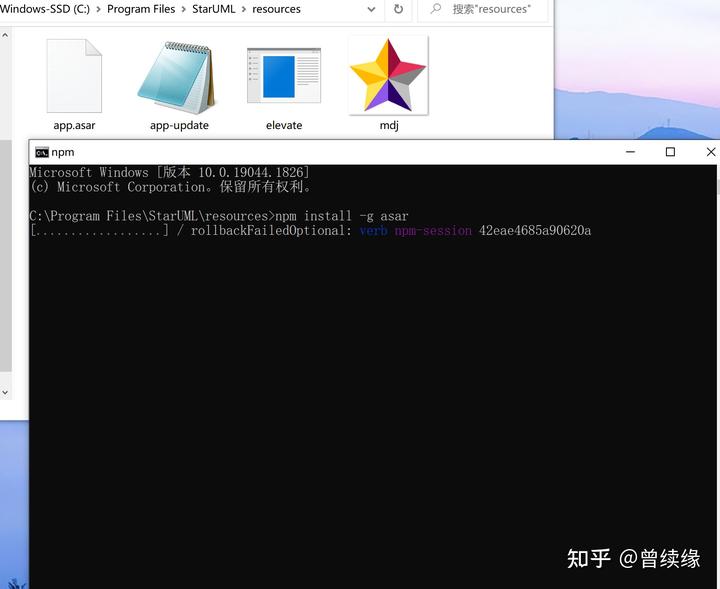 Windows-SSD (C:) > Program Files > StarUML > resources
搜索"resources"
app.asar
app-update
elevate
mdj
npm
Microsoft Windows [版本 10.0.19044.1826]
(c) Microsoft Corporation。保留所有权利。
C:\Program Files\StarUML\resources>npm install -g asar
[..................] / rollbackFailedOptional: verb npm-session 42eae4685a90620a
知乎 @曾续缘